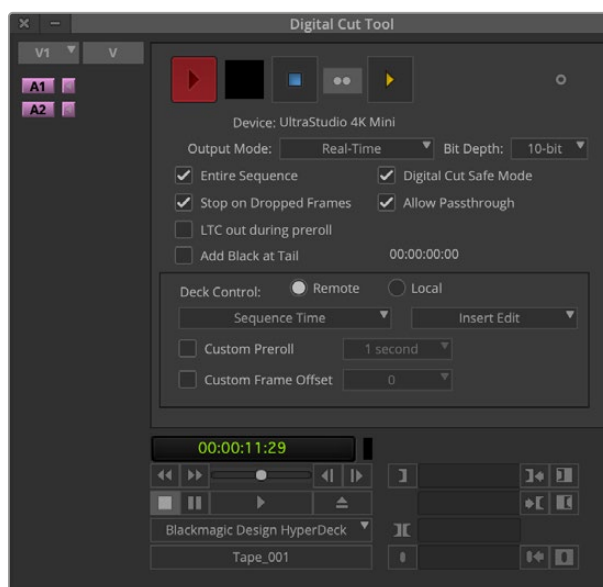 Digital Cut Tool
V1 V
A1
A2
Device: UltraStudio 4K Mini
Output Mode: Real-Time Bit Depth: 10-bit
Entire Sequence Digital Cut Safe Mode
Stop on Dropped Frames Allow Passthrough
LTC out during preroll
Add Black at Tail 00:00:00:00
Deck Control: Remote Local
Sequence Time Insert Edit
Custom Preroll 1 second
Custom Frame Offset 0
00:00:11:29
Blackmagic Design HyperDeck
Tape_001